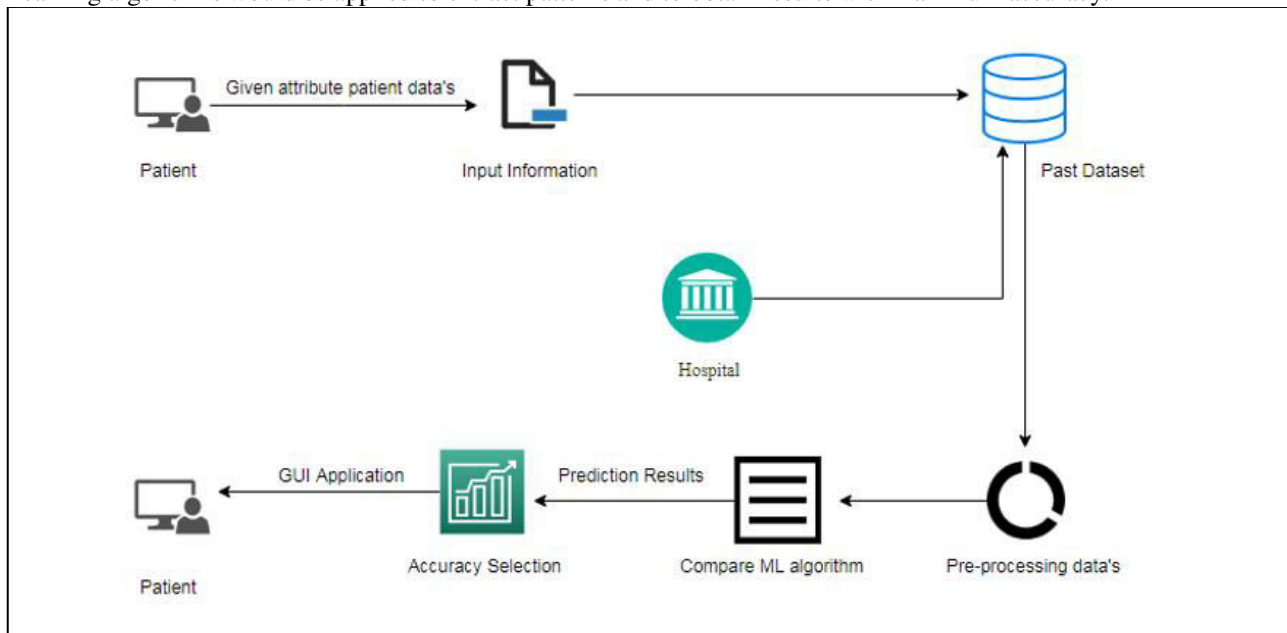 Given attribute patient data's
Patient
Input Information
Past Dataset
Hospital
GUI Application
Prediction Results
Accuracy Selection
Compare ML algorithm
Pre-processing data's
Patient